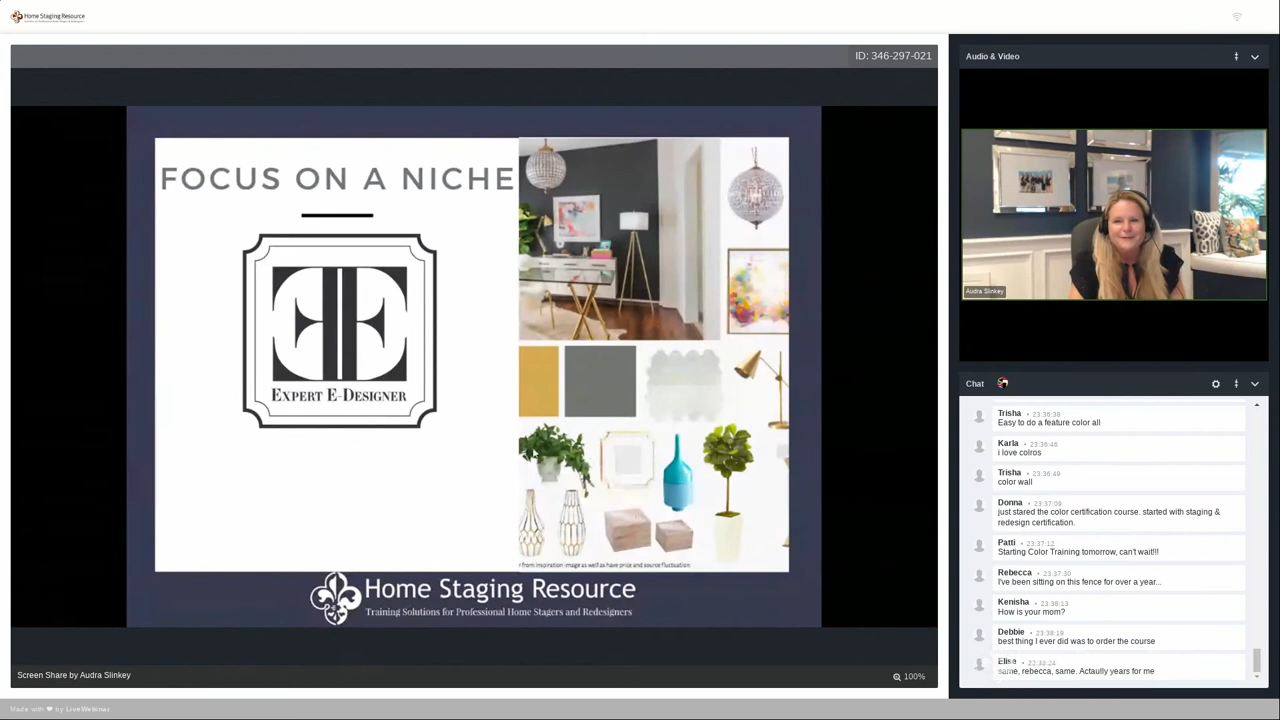 Home Staging Resource
ID: 346-297-021
FOCUS ON A NICHE
EXPERT E-DESIGNER
r from inspiration image as well as have price and source fluctuation.
Home Staging Resource
Training Solutions for Professional Home Stagers and Redesigners
Screen Share by Audra Slinkey
100%
Audio & Video
Audra Slinkey
Chat
Trisha • 23:36:38
Easy to do a feature color all
Karla • 23:36:46
i love colros
Trisha • 23:36:49
color wall
Donna • 23:37:09
just stared the color certification course. started with staging &
redesign certification.
Patti • 23:37:12
Starting Color Training tomorrow, can't wait!!!
Rebecca • 23:37:30
I've been sitting on this fence for over a year...
Kenisha • 23:38:13
How is your mom?
Debbie • 23:38:19
best thing I ever did was to order the course
Elise • 23:38:24
same, rebecca, same. Actaully years for me
Made with ❤ by LiveWebinar